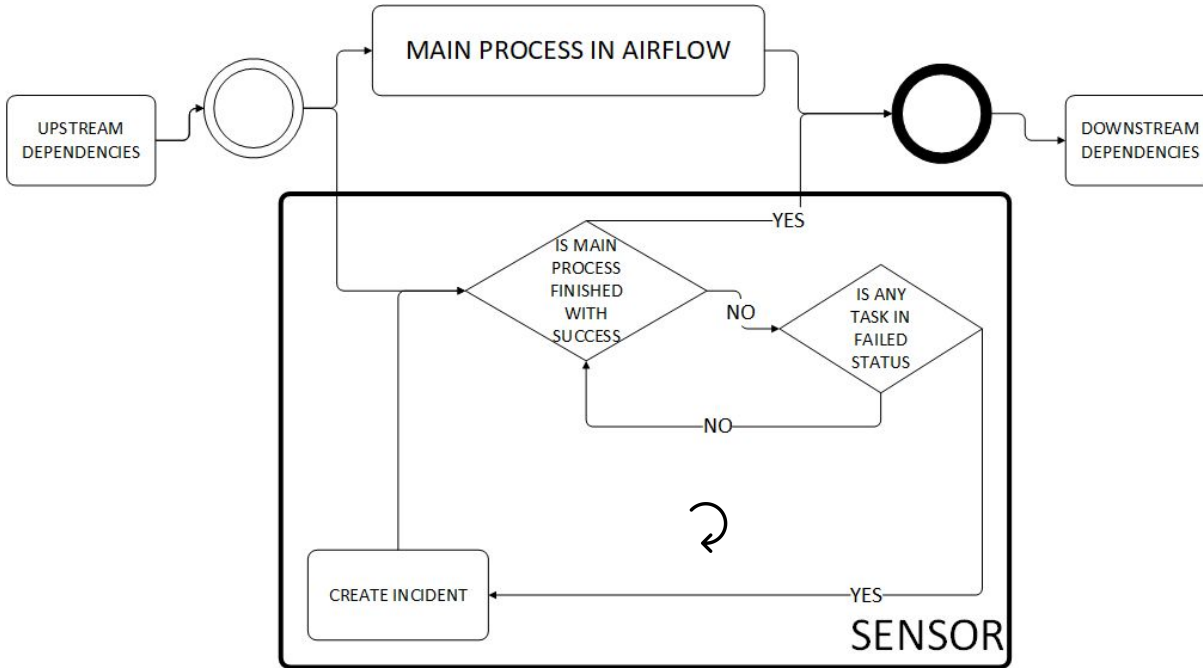 MAIN PROCESS IN AIRFLOW
UPSTREAM
DEPENDENCIES
DOWNSTREAM
DEPENDENCIES
YES
IS MAIN
PROCESS
FINISHED
WITH
SUCCESS
NO
IS ANY
TASK IN
FAILED
STATUS
NO
CREATE INCIDENT
YES
SENSOR